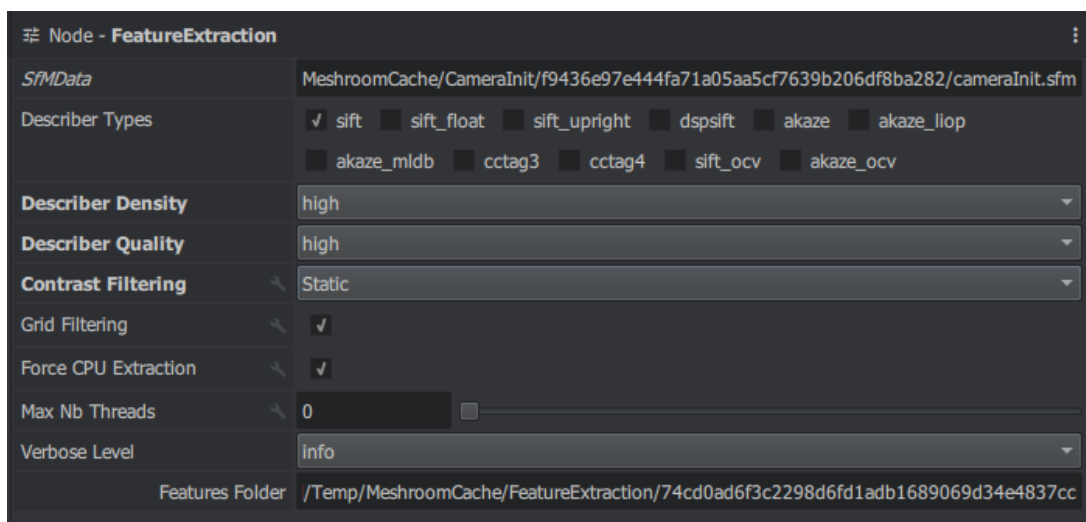 Node - FeatureExtraction
SfMData MeshroomCache/CameraInit/f9436e97e444fa71a05aa5cf7639b206df8ba282/cameraInit.sfm
Describer Types sift sift_float sift_upright dspsift akaze akaze_liop
akaze_mldb cctag3 cctag4 sift_ocv akaze_ocv
Describer Density high
Describer Quality high
Contrast Filtering Static
Grid Filtering
Force CPU Extraction
Max Nb Threads 0
Verbose Level info
Features Folder /Temp/MeshroomCache/FeatureExtraction/74cd0ad6f3c2298d6fd1adb1689069d34e4837cc